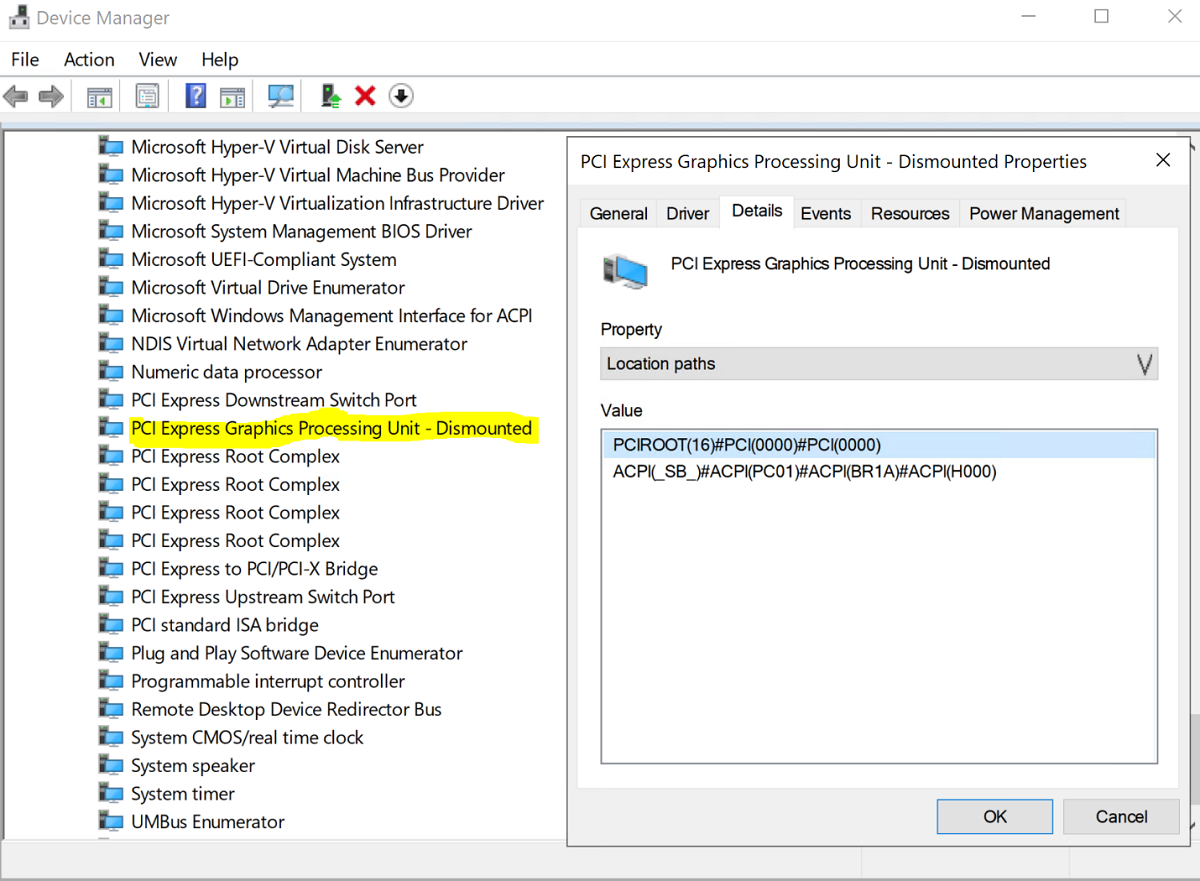 Device Manager
File Action View Help
Microsoft Hyper-V Virtual Disk Server
Microsoft Hyper-V Virtual Machine Bus Provider
Microsoft Hyper-V Virtualization Infrastructure Driver
Microsoft System Management BIOS Driver
Microsoft UEFI-Compliant System
Microsoft Virtual Drive Enumerator
Microsoft Windows Management Interface for ACPI
NDIS Virtual Network Adapter Enumerator
Numeric data processor
PCI Express Downstream Switch Port
PCI Express Graphics Processing Unit - Dismounted
PCI Express Root Complex
PCI Express Root Complex
PCI Express Root Complex
PCI Express Root Complex
PCI Express to PCI/PCI-X Bridge
PCI Express Upstream Switch Port
PCI standard ISA bridge
Plug and Play Software Device Enumerator
Programmable interrupt controller
Remote Desktop Device Redirector Bus
System CMOS/real time clock
System speaker
System timer
UMBus Enumerator
PCI Express Graphics Processing Unit - Dismounted Properties
General Driver Details Events Resources Power Management
PCI Express Graphics Processing Unit - Dismounted
Property
Location paths
Value
PCIROOT(16)#PCI(0000)#PCI(0000)
ACPI(_SB_)#ACPI(PC01)#ACPI(BR1A)#ACPI(H000)
OK Cancel